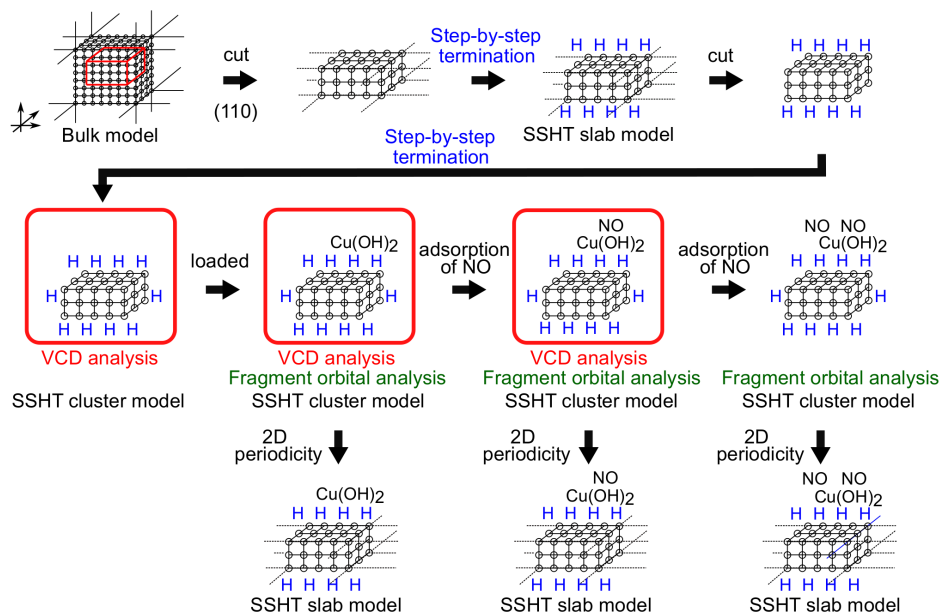 cut
(110)
Step-by-step
termination
H H H H
H H H H
cut
H H H H
H H H H
Bulk model
SSHT slab model
Step-by-step
termination
H H H H
H H
H H H H
VCD analysis
SSHT cluster model
loaded
Cu(OH)2
H H H H
H H
H H H H
VCD analysis
Fragment orbital analysis
SSHT cluster model
adsorption
of NO
NO
Cu(OH)2
H H H H
H H
H H H H
VCD analysis
Fragment orbital analysis
SSHT cluster model
adsorption
of NO
NO NO
Cu(OH)2
H H H H
H H
H H H H
Fragment orbital analysis
SSHT cluster model
2D
periodicity
2D
periodicity
2D
periodicity
Cu(OH)2
H H H H
H H H H
SSHT slab model
NO
Cu(OH)2
H H H H
H H H H
SSHT slab model
NO NO
Cu(OH)2
H H H H
H H H H
SSHT slab model